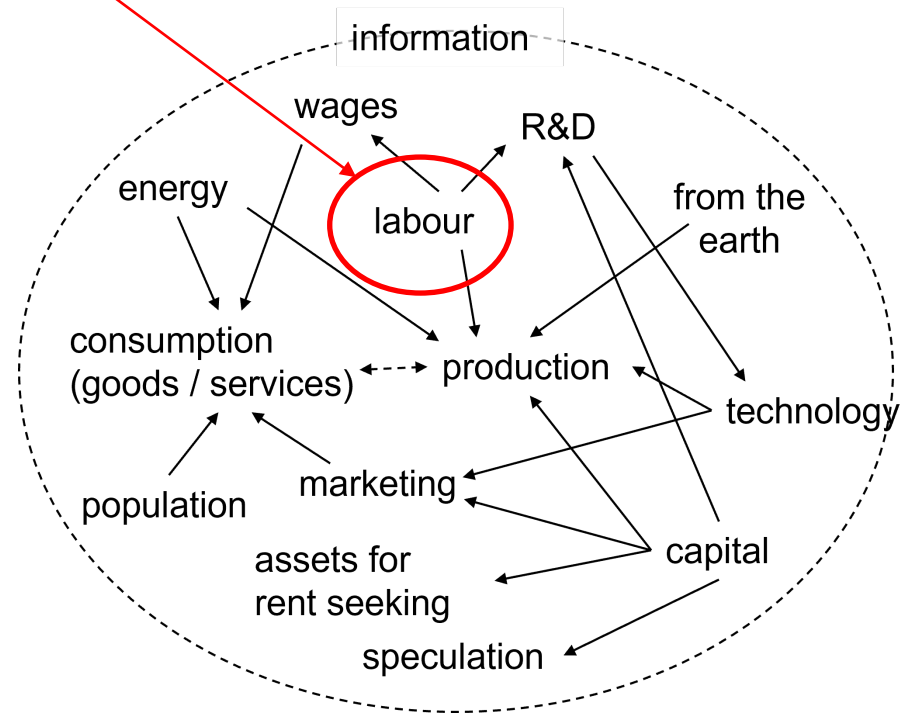 information
wages
R&D
energy
labour
from the
earth
consumption
(goods / services)
production
technology
marketing
population
capital
assets for
rent seeking
speculation